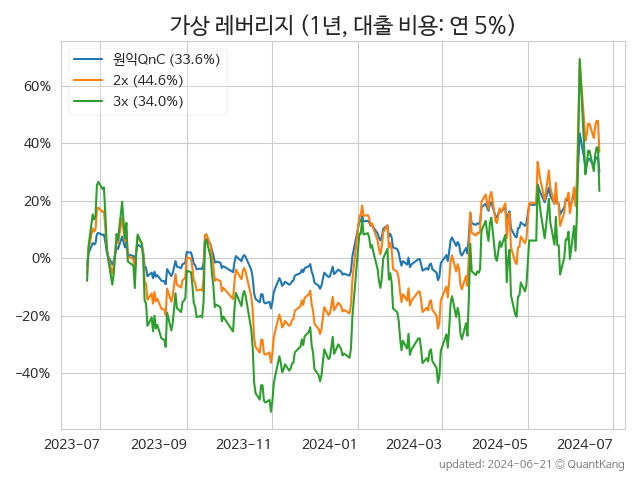 가상 레버리지 (1년, 대출 비용: 연 5%)
원익QnC (33.6%)
2x (44.6%)
3x (34.0%)
60%
40%
20%
0%
−20%
−40%
2023-07 2023-09 2023-11 2024-01 2024-03 2024-05 2024-07
updated: 2024-06-21 © QuantKang